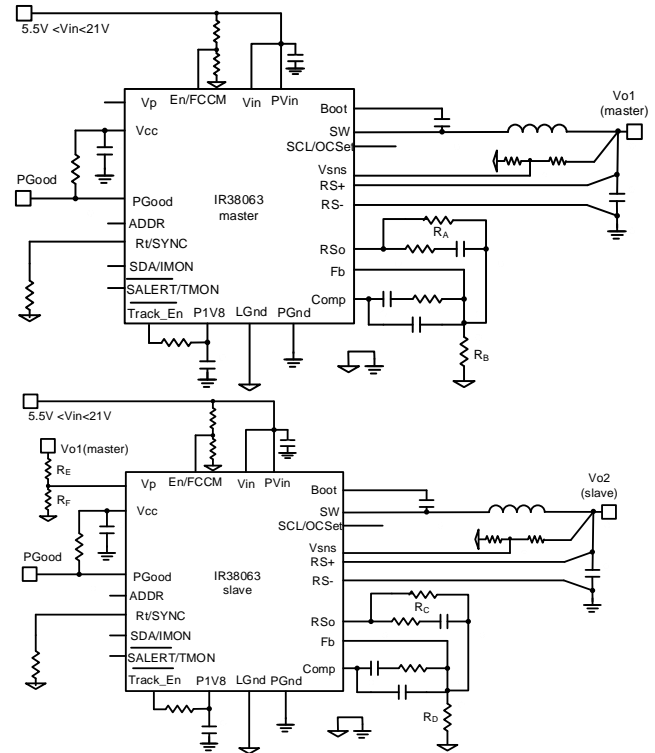 5.5V <Vin<21V
En/FCCM
Vin
PVin
Vp
Boot
Vcc
SW
Vo1
(master)
SCL/OCSet
Vsns
PGood
RS+
PGood
IR38063
master
RS-
ADDR
RA
Rt/SYNC
RSo
SDA/IMON
Fb
SALERT/TMON
Comp
Track_En
P1V8
LGnd
PGnd
RB
5.5V <Vin<21V
Vo1(master)
RE
En/FCCM
Vin
PVin
Vp
RF
Boot
Vcc
SW
Vo2
(slave)
SCL/OCSet
Vsns
PGood
RS+
PGood
IR38063
slave
RS-
ADDR
RC
Rt/SYNC
RSo
SDA/IMON
Fb
SALERT/TMON
Comp
Track_En
P1V8
LGnd
PGnd
RD